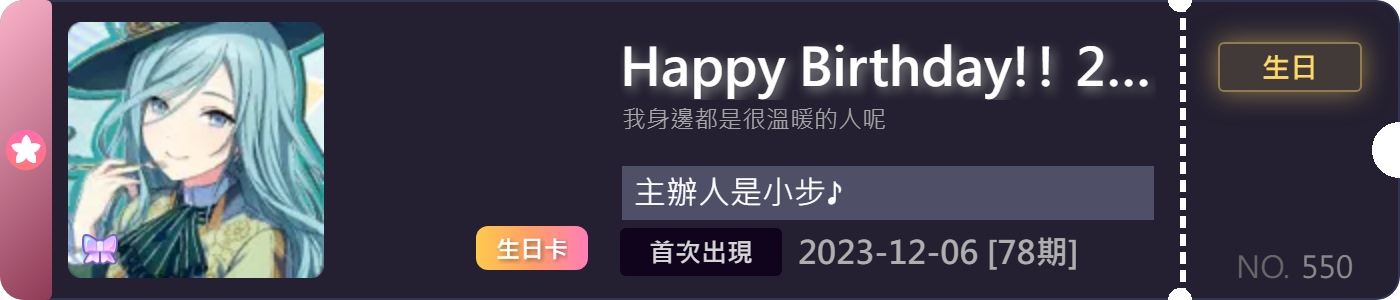 Happy Birthday!! 2...
我身邊都是很溫暖的人呢
主辦人是小步♪
生日卡
首次出現
2023-12-06 [78期]
生日
NO. 550